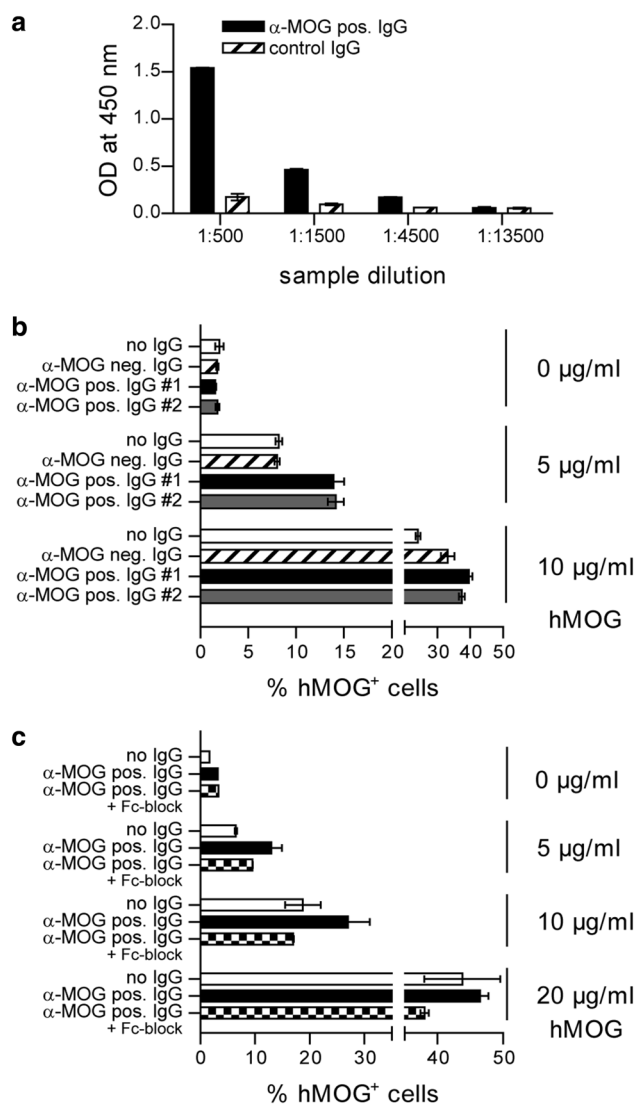 a
2.0
1.5
1.0
0.5
0.0
OD at 450 nm
α-MOG pos. IgG
control IgG
1:500 1:1500 1:4500 1:13500
sample dilution
b
no IgG
α-MOG neg. IgG
α-MOG pos. IgG #1
α-MOG pos. IgG #2
0 µg/ml
no IgG
α-MOG neg. IgG
α-MOG pos. IgG #1
α-MOG pos. IgG #2
5 µg/ml
no IgG
α-MOG neg. IgG
α-MOG pos. IgG #1
α-MOG pos. IgG #2
10 µg/ml
hMOG
0 5 10 15 20 30 40 50
% hMOG⁺ cells
c
no IgG
α-MOG pos. IgG
α-MOG pos. IgG
+ Fc-block
0 µg/ml
no IgG
α-MOG pos. IgG
α-MOG pos. IgG
+ Fc-block
5 µg/ml
no IgG
α-MOG pos. IgG
α-MOG pos. IgG
+ Fc-block
10 µg/ml
no IgG
α-MOG pos. IgG
α-MOG pos. IgG
+ Fc-block
20 µg/ml
hMOG
0 10 20 30 40 50
% hMOG⁺ cells